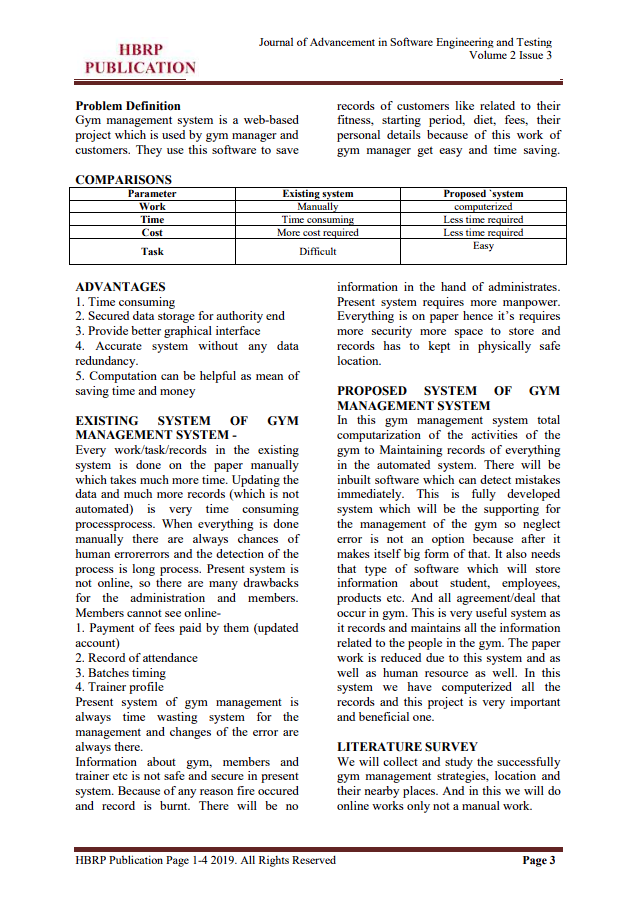 HBRP
PUBLICATION
Journal of Advancement in Software Engineering and Testing
Volume 2 Issue 3
Problem Definition
Gym management system is a web-based
project which is used by gym manager and
customers. They use this software to save
records of customers like related to their
fitness, starting period, diet, fees, their
personal details because of this work of
gym manager get easy and time saving.
COMPARISONS
Parameter Existing system Proposed `system
Work Manually computerized
Time Time consuming Less time required
Cost More cost required Less time required
Task Difficult Easy
ADVANTAGES
1. Time consuming
2. Secured data storage for authority end
3. Provide better graphical interface
4. Accurate system without any data
redundancy.
5. Computation can be helpful as mean of
saving time and money
EXISTING SYSTEM OF GYM
MANAGEMENT SYSTEM -
Every work/task/records in the existing
system is done on the paper manually
which takes much more time. Updating the
data and much more records (which is not
automated) is very time consuming
processprocess. When everything is done
manually there are always chances of
human errorerrors and the detection of the
process is long process. Present system is
not online, so there are many drawbacks
for the administration and members.
Members cannot see online-
1. Payment of fees paid by them (updated
account)
2. Record of attendance
3. Batches timing
4. Trainer profile
Present system of gym management is
always time wasting system for the
management and changes of the error are
always there.
Information about gym, members and
trainer etc is not safe and secure in present
system. Because of any reason fire occured
and record is burnt. There will be no
information in the hand of administrates.
Present system requires more manpower.
Everything is on paper hence it's requires
more security more space to store and
records has to kept in physically safe
location.
PROPOSED SYSTEM OF GYM
MANAGEMENT SYSTEM
In this gym management system total
computarization of the activities of the
gym to Maintaining records of everything
in the automated system. There will be
inbuilt software which can detect mistakes
immediately. This is fully developed
system which will be the supporting for
the management of the gym so neglect
error is not an option because after it
makes itself big form of that. It also needs
that type of software which will store
information about student, employees,
products etc. And all agreement/deal that
occur in gym. This is very useful system as
it records and maintains all the information
related to the people in the gym. The paper
work is reduced due to this system and as
well as human resource as well. In this
system we have computerized all the
records and this project is very important
and beneficial one.
LITERATURE SURVEY
We will collect and study the successfully
gym management strategies, location and
their nearby places. And in this we will do
online works only not a manual work.
HBRP Publication Page 1-4 2019. All Rights Reserved Page 3